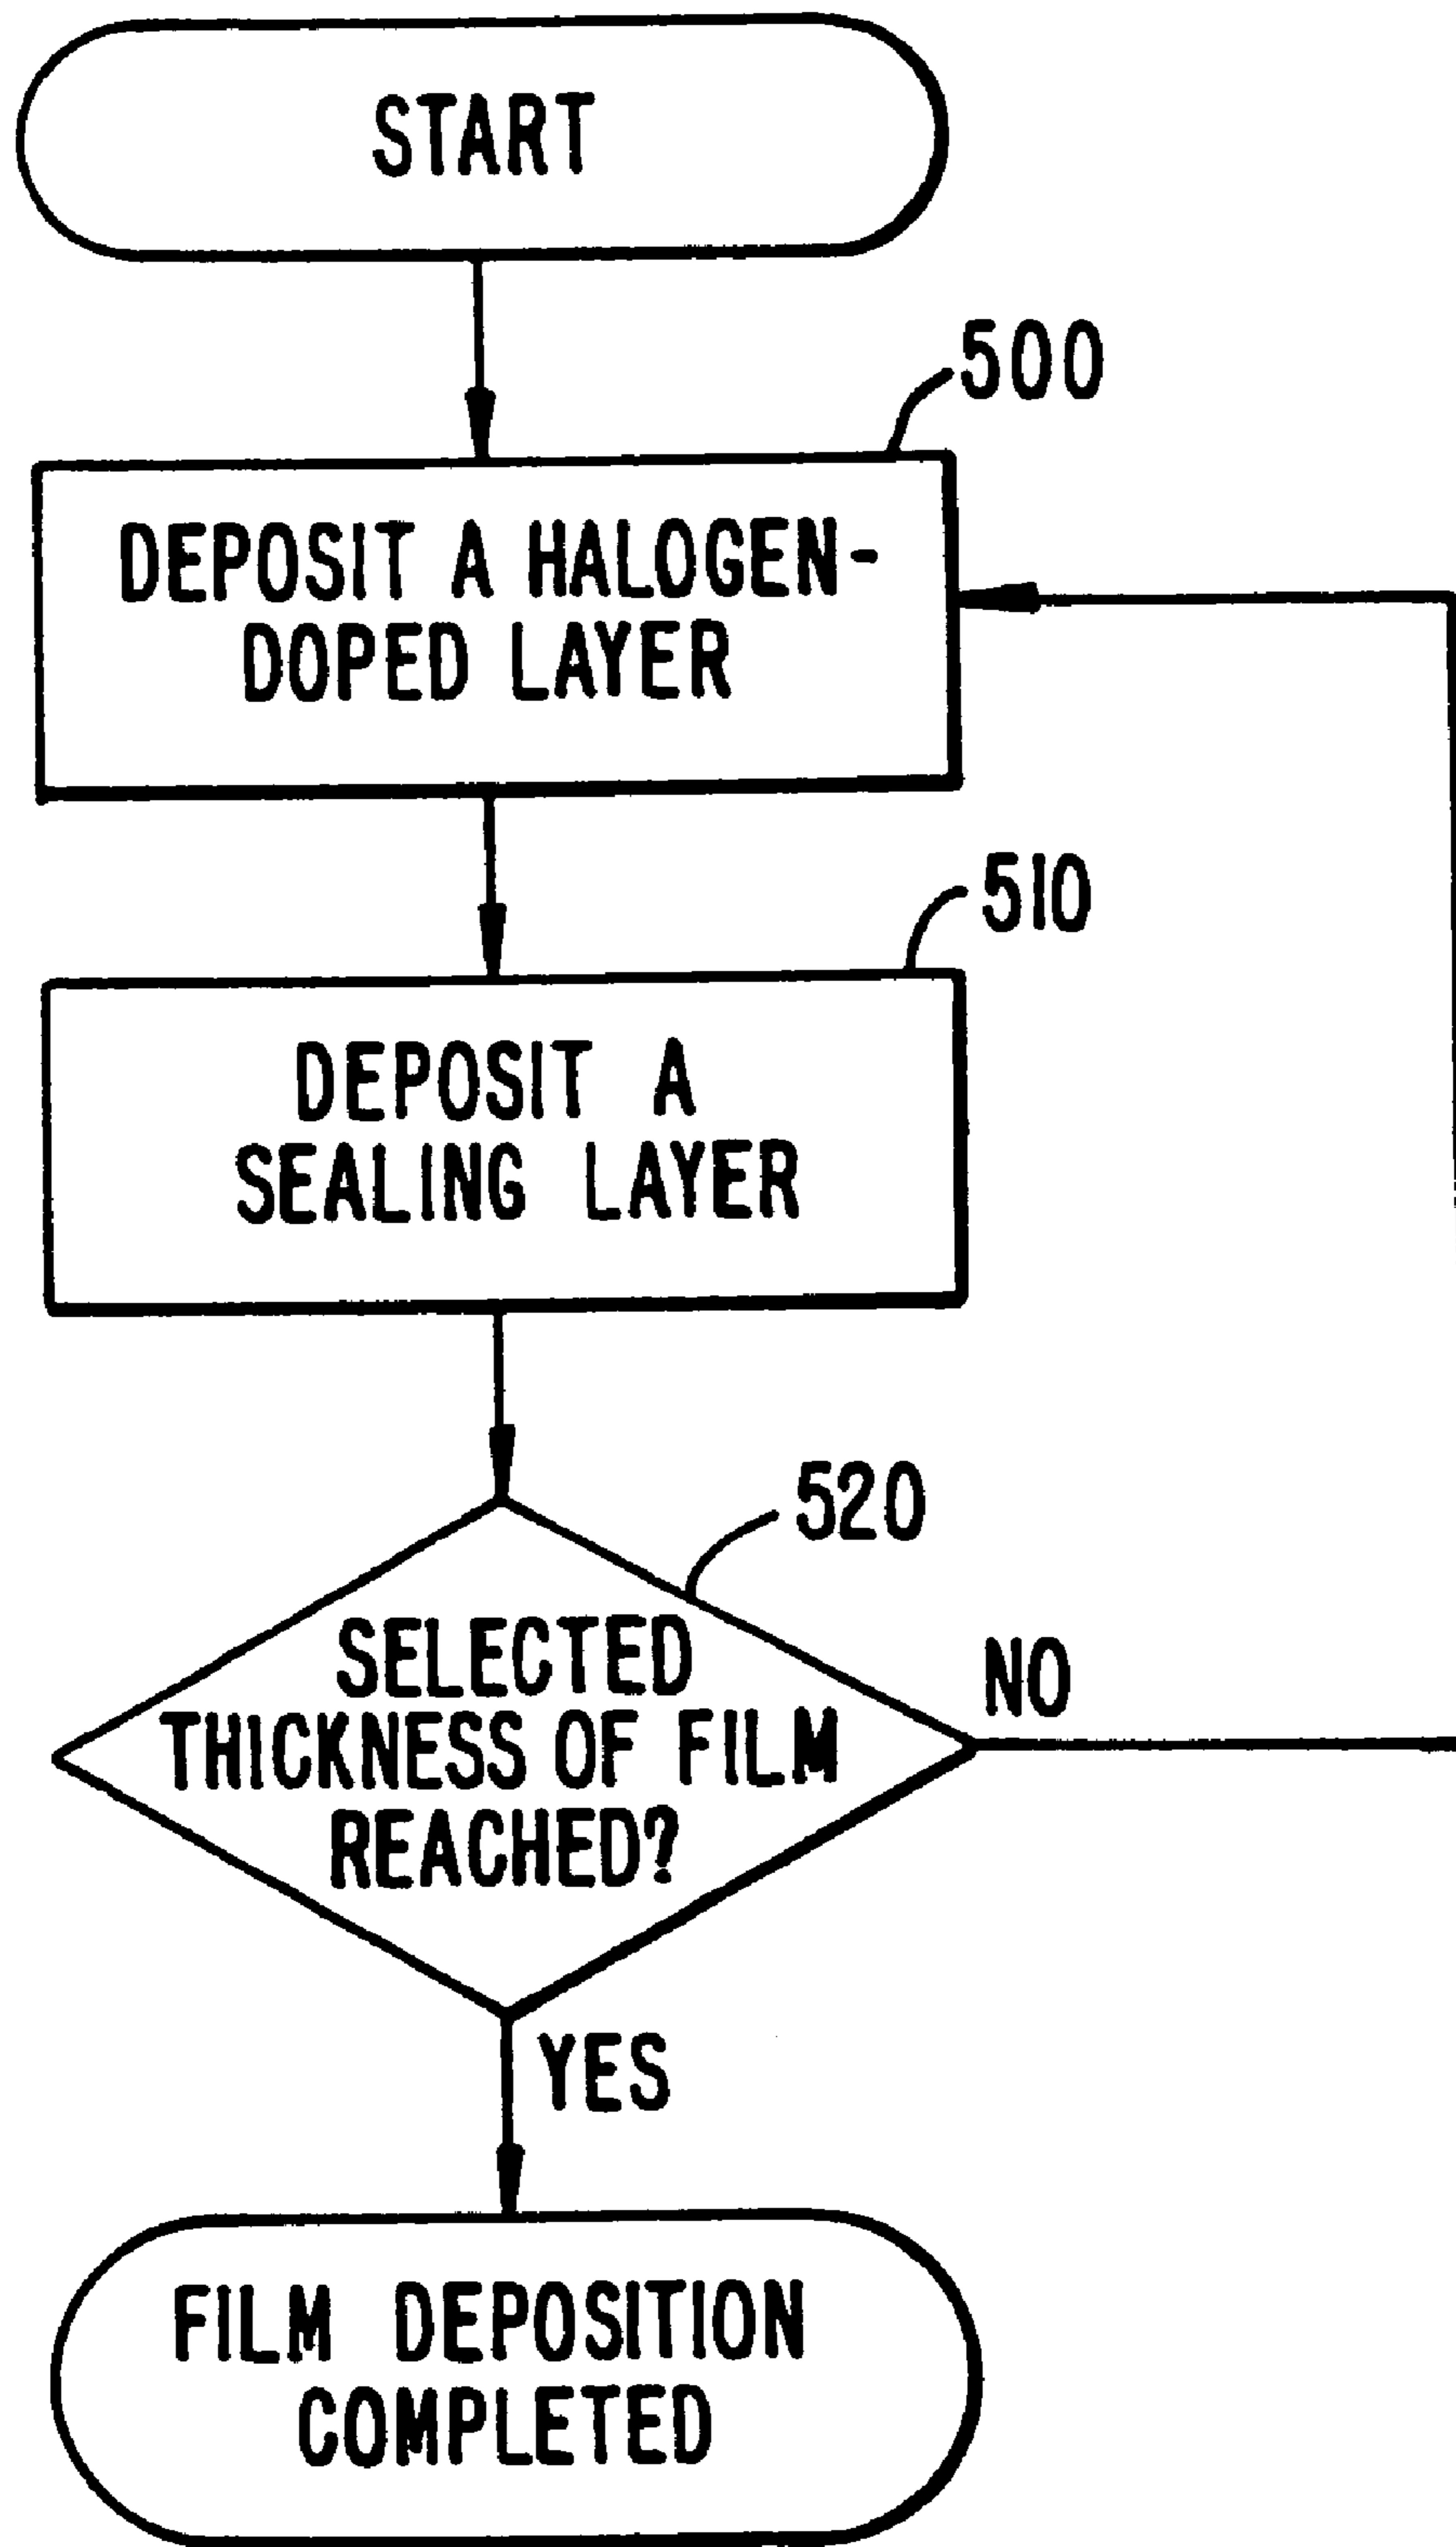 START
500
DEPOSIT A HALOGEN-
DOPED LAYER
510
DEPOSIT A
SEALING LAYER
520
SELECTED
THICKNESS OF FILM
REACHED?
NO
YES
FILM DEPOSITION
COMPLETED